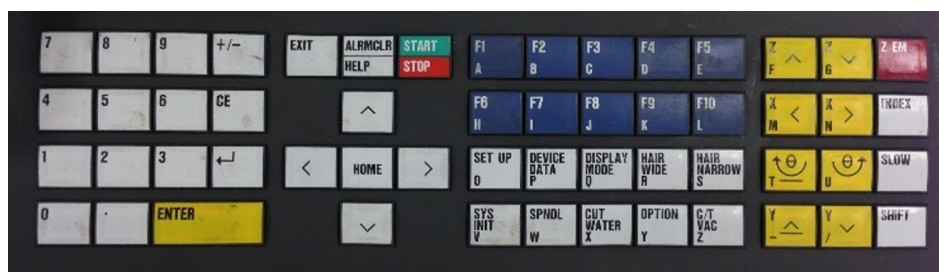 7 8 9 +/- EXIT ALRMCLR START F1 F2 F3 F4 F5 Z Z Z EM
HELP STOP A B C D E F G
4 5 6 CE F6 F7 F8 F9 F10 X X INDEX
H I J K L M N
1 2 3 HOME SET UP DEVICE DISPLAY HAIR HAIR θ θ SLOW
DATA MODE WIDE NARROW
O P Q R S T U
0 . ENTER SYS SPNDL CUT OPTION C/T Y Y SHIFT
INIT WATER VAC
V W X Y Z - /